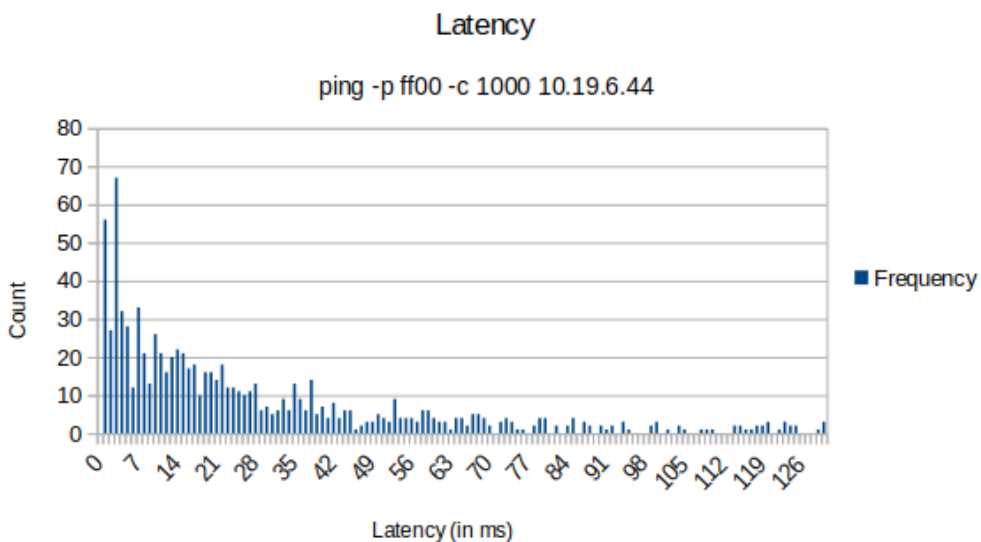 Latency
ping -p ff00 -c 1000 10.19.6.44
80
70
60
50
40
30
20
10
0
Count
Frequency
0 7 14 21 28 35 42 49 56 63 70 77 84 91 98 105 112 119 126
Latency (in ms)